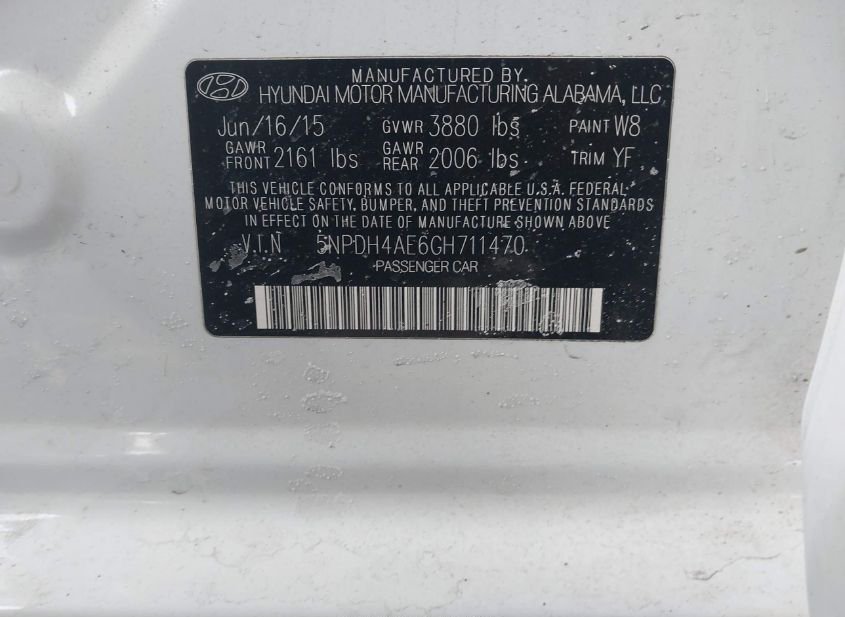 MANUFACTURED BY
HYUNDAI MOTOR MANUFACTURING ALABAMA, LLC
Jun/16/15 GVWR 3880 lbs PAINT W8
GAWR FRONT 2161 lbs GAWR REAR 2006 lbs TRIM YF
THIS VEHICLE CONFORMS TO ALL APPLICABLE U.S.A. FEDERAL
MOTOR VEHICLE SAFETY, BUMPER, AND THEFT PREVENTION STANDARDS
IN EFFECT ON THE DATE OF MANUFACTURE SHOWN ABOVE
V.I.N 5NPDH4AE6GH711470
PASSENGER CAR